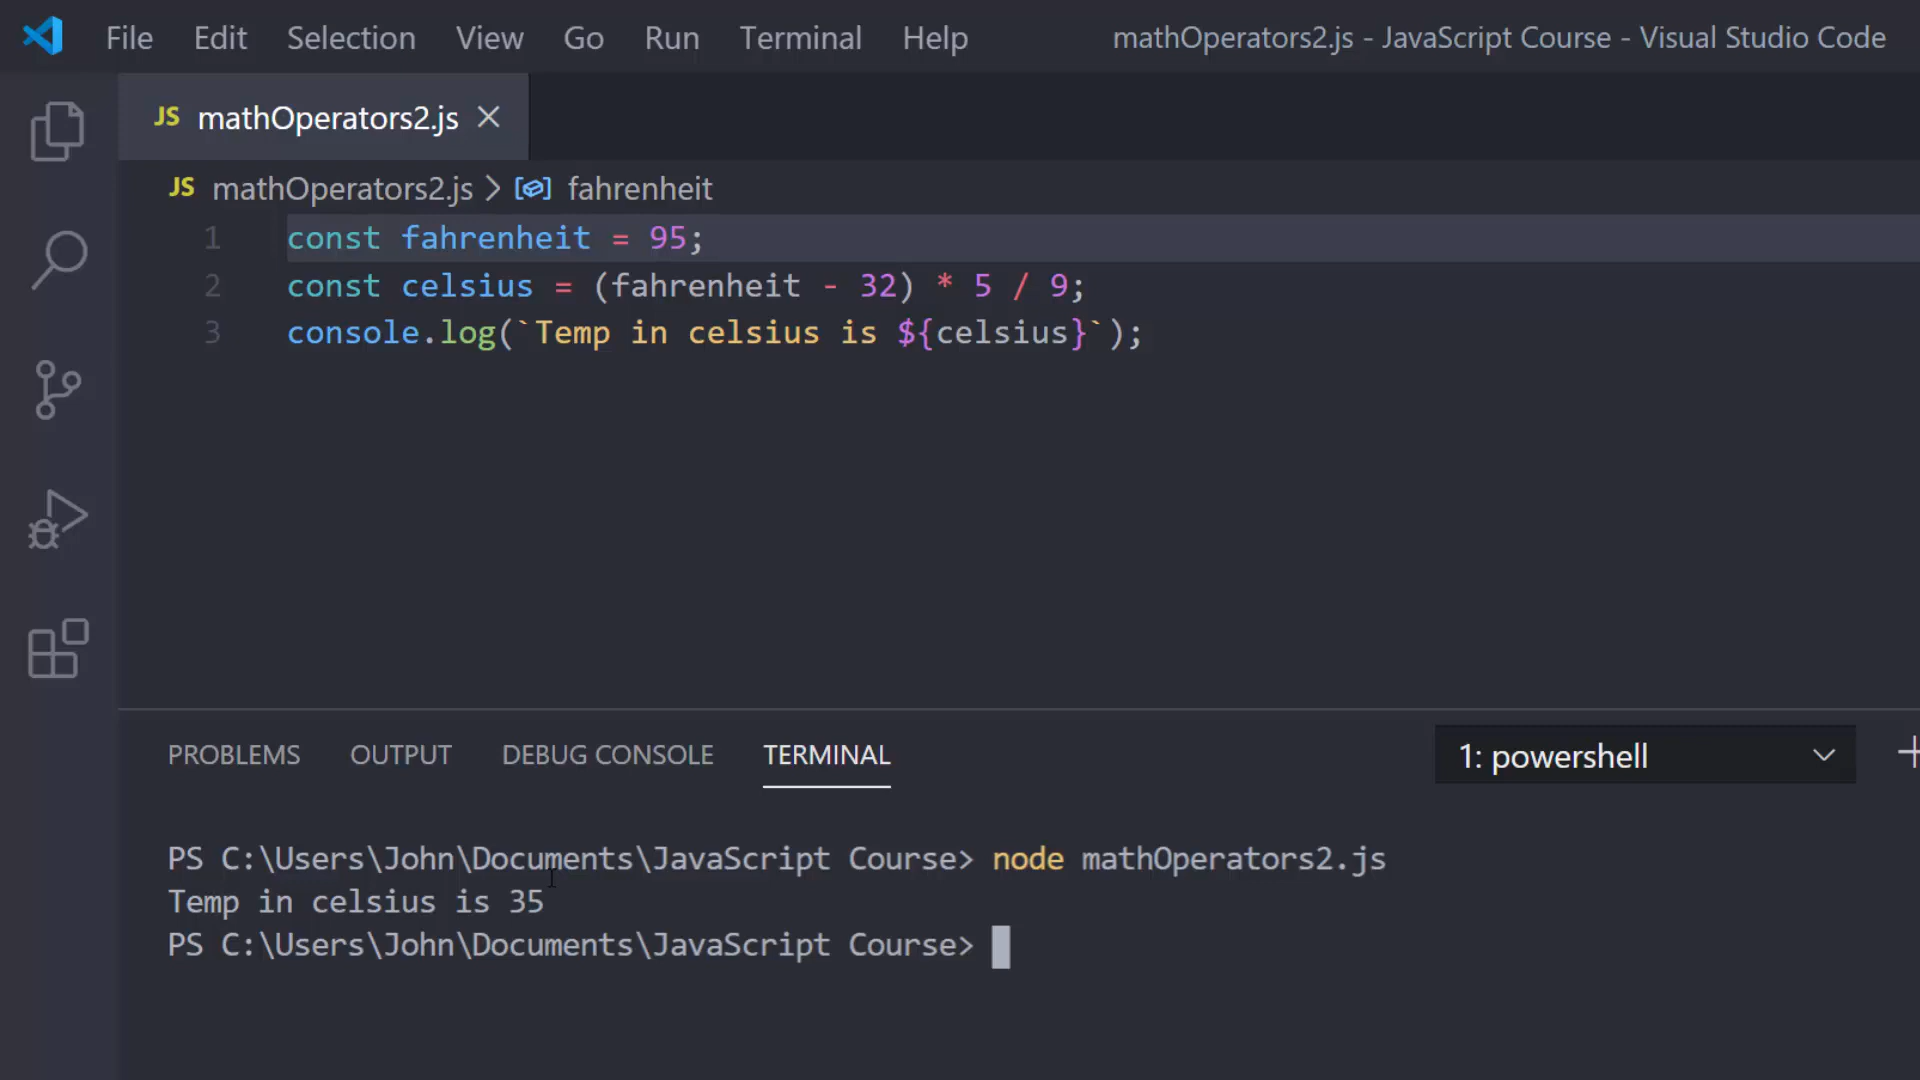 File Edit Selection View Go Run Terminal Help mathOperators2.js - JavaScript Course - Visual Studio Code
JS mathOperators2.js
JS mathOperators2.js > fahrenheit
1 const fahrenheit = 95;
2 const celsius = (fahrenheit - 32) * 5 / 9;
3 console.log(`Temp in celsius is ${celsius}`);
PROBLEMS OUTPUT DEBUG CONSOLE TERMINAL 1: powershell
PS C:\Users\John\Documents\JavaScript Course> node mathOperators2.js
Temp in celsius is 35
PS C:\Users\John\Documents\JavaScript Course>